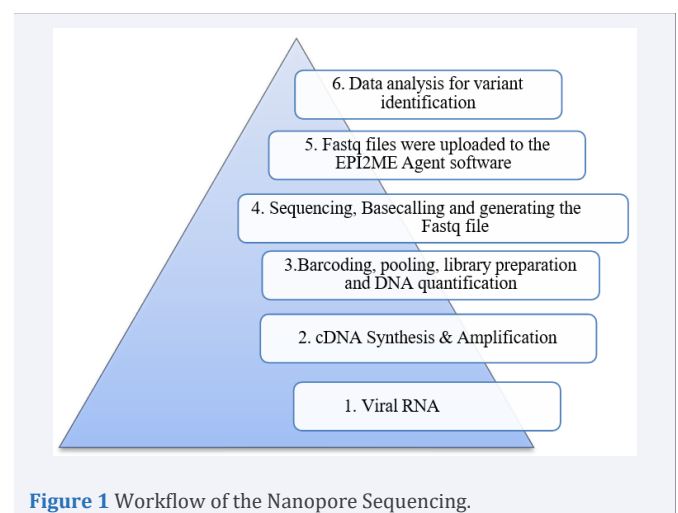 6. Data analysis for variant
identification
5. Fastq files were uploaded to the
EPI2ME Agent software
4. Sequencing, Basecalling and generating the
Fastq file
3.Barcoding, pooling, library preparation
and DNA quantification
2. cDNA Synthesis & Amplification
1. Viral RNA
Figure 1 Workflow of the Nanopore Sequencing.